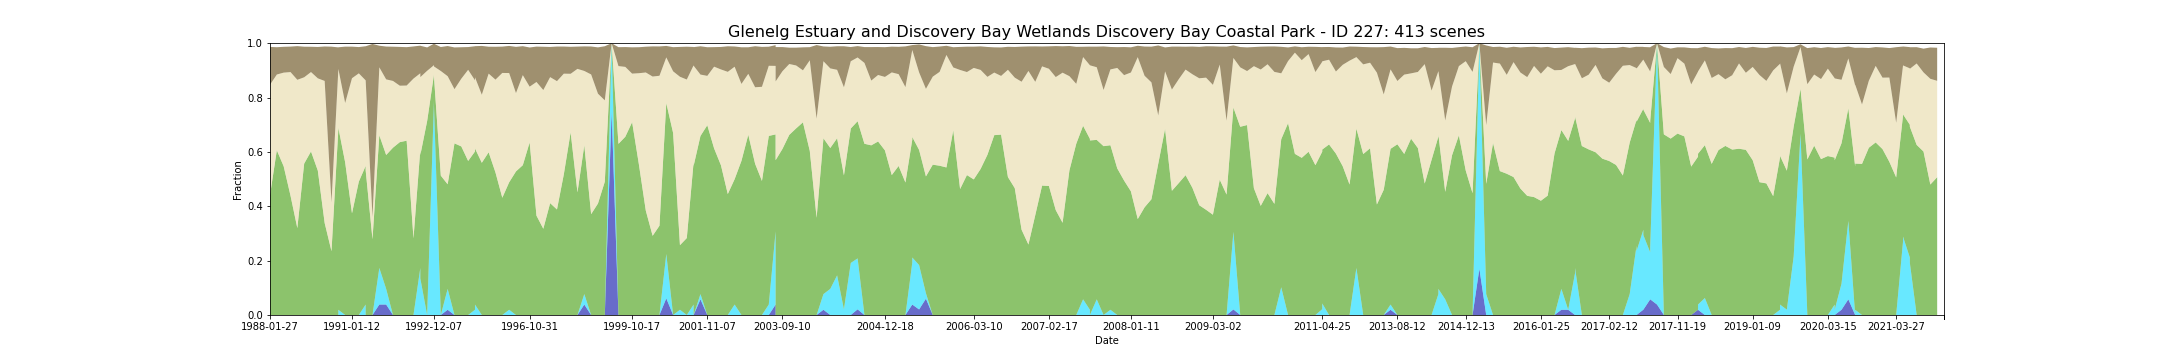 Glenelg Estuary and Discovery Bay Wetlands Discovery Bay Coastal Park - ID 227: 413 scenes
1.0
0.8
0.6
0.4
0.2
0.0
Fraction
1988-01-27 1991-01-12 1992-12-07 1996-10-31 1999-10-17 2001-11-07 2003-09-10 2004-12-18 2006-03-10 2007-02-17 2008-01-11 2009-03-02 2011-04-25 2013-08-12 2014-12-13 2016-01-25 2017-02-12 2017-11-19 2019-01-09 2020-03-15 2021-03-27
Date